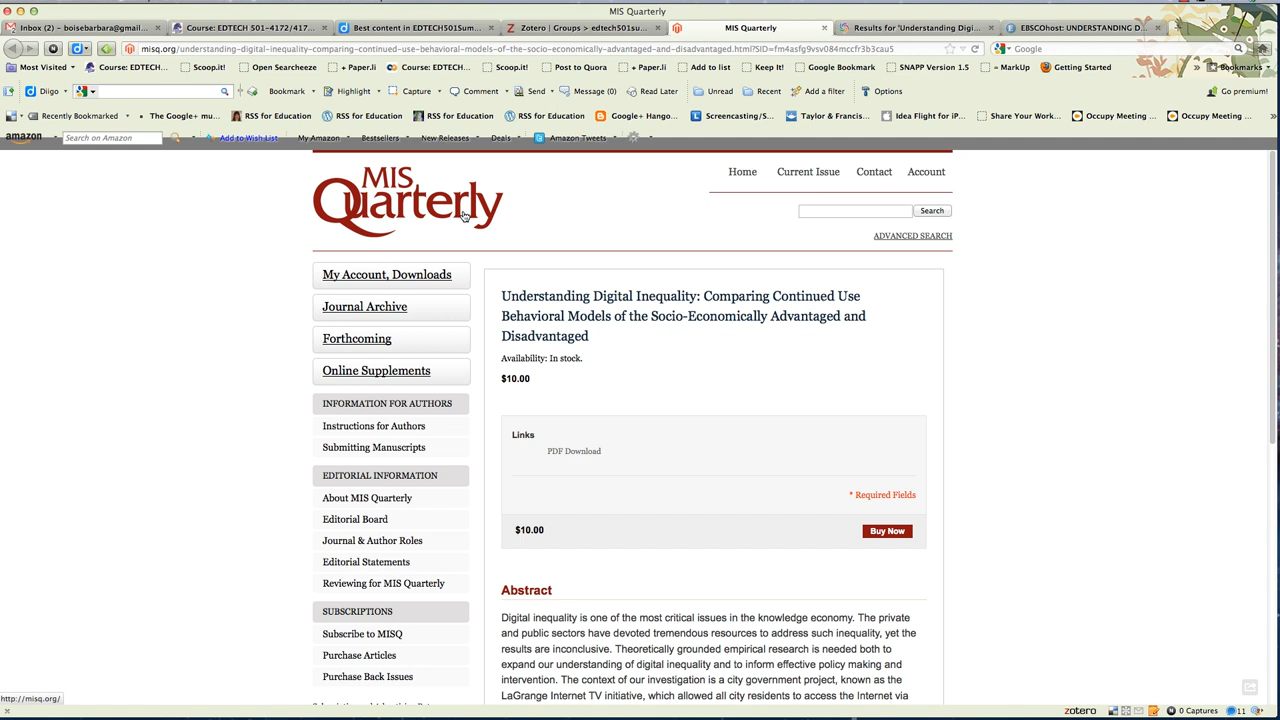 MIS Quarterly
Inbox (2) – boisebarbara@gmail...
Course: EDTECH 501-4172/417...
Best content in EDTECH501Sum...
Zotero | Groups > edtech501su...
MIS Quarterly
Results for 'Understanding Digi...
EBSCOhost: UNDERSTANDING D...
misq.org/understanding-digital-inequality-comparing-continued-use-behavioral-models-of-the-socio-economically-advantaged-and-disadvantaged.html?SID=fm4asfg9vsv084mccfr3b3cau5
Google
Most Visited
Course: EDTECH...
Scoop.it!
Open Searceeze
+ Paper.li
Course: EDTECH...
Scoop.it!
Post to Quora
+ Paper.li
Add to list
Keep It!
Google Bookmark
SNAPP Version 1.5
= MarkUp
Getting Started
Bookmarks
Diigo
Bookmark
Highlight
Capture
Comment
Send
Message (0)
Read Later
Unread
Recent
Add a filter
Options
Go premium!
Recently Bookmarked
The Google+ mu...
RSS for Education
RSS for Education
RSS for Education
RSS for Education
Google+ Hango...
Screencasting/S...
Taylor & Francis...
Idea Flight for iP...
Share Your Work...
Occupy Meeting ...
Occupy Meeting ...
amazon
Search on Amazon
Add to Wish List
My Amazon
Bestsellers
New Releases
Deals
Amazon Tweets
MIS
Quarterly
Home
Current Issue
Contact
Account
Search
ADVANCED SEARCH
My Account, Downloads
Journal Archive
Forthcoming
Online Supplements
INFORMATION FOR AUTHORS
Instructions for Authors
Submitting Manuscripts
EDITORIAL INFORMATION
About MIS Quarterly
Editorial Board
Journal & Author Roles
Editorial Statements
Reviewing for MIS Quarterly
SUBSCRIPTIONS
Subscribe to MISQ
Purchase Articles
Purchase Back Issues
Understanding Digital Inequality: Comparing Continued Use
Behavioral Models of the Socio-Economically Advantaged and
Disadvantaged
Availability: In stock.
$10.00
Links
PDF Download
* Required Fields
$10.00
Buy Now
Abstract
Digital inequality is one of the most critical issues in the knowledge economy. The private
and public sectors have devoted tremendous resources to address such inequality, yet the
results are inconclusive. Theoretically grounded empirical research is needed both to
expand our understanding of digital inequality and to inform effective policy making and
intervention. The context of our investigation is a city government project, known as the
LaGrange Internet TV initiative, which allowed all city residents to access the Internet via
http://misq.org/
zotero
0 Captures
11